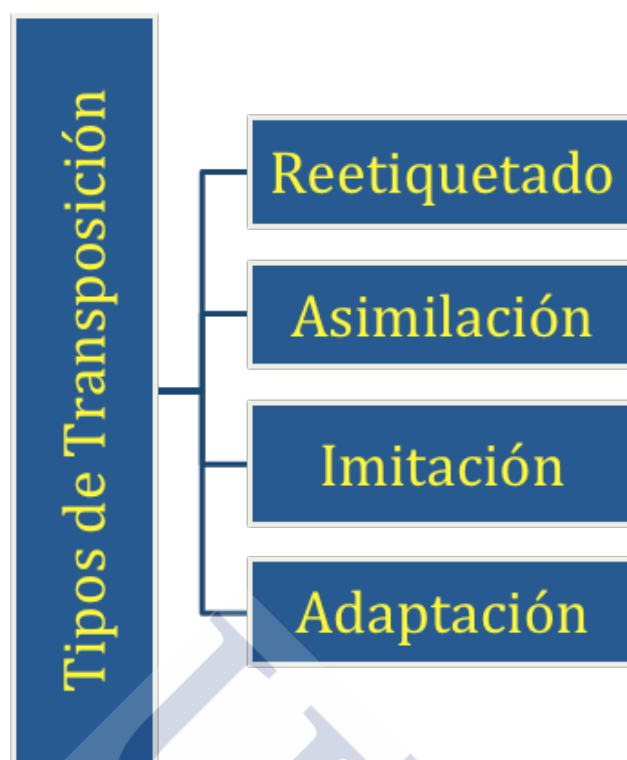 Tipos de Transposición
Reetiquetado
Asimilación
Imitación
Adaptación